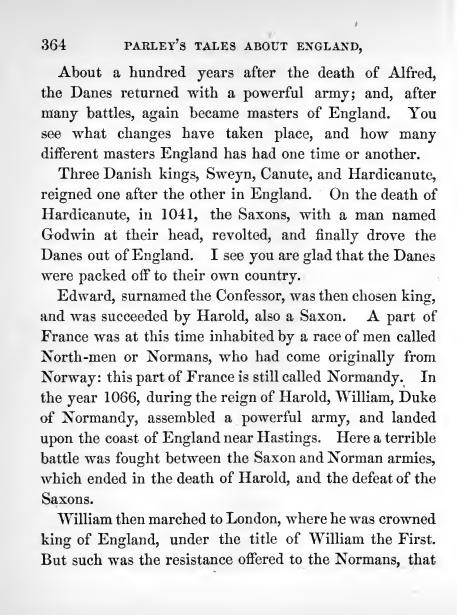 364 PARLEY'S TALES ABOUT ENGLAND,
About a hundred years after the death of Alfred,
the Danes returned with a powerful army; and, after
many battles, again became masters of England. You
see what changes have taken place, and how many
different masters England has had one time or another.
Three Danish kings, Sweyn, Canute, and Hardicanute,
reigned one after the other in England. On the death of
Hardicanute, in 1041, the Saxons, with a man named
Godwin at their head, revolted, and finally drove the
Danes out of England. I see you are glad that the Danes
were packed off to their own country.
Edward, surnamed the Confessor, was then chosen king,
and was succeeded by Harold, also a Saxon. A part of
France was at this time inhabited by a race of men called
North-men or Normans, who had come originally from
Norway: this part of France is still called Normandy. In
the year 1066, during the reign of Harold, William, Duke
of Normandy, assembled a powerful army, and landed
upon the coast of England near Hastings. Here a terrible
battle was fought between the Saxon and Norman armies,
which ended in the death of Harold, and the defeat of the
Saxons.
William then marched to London, where he was crowned
king of England, under the title of William the First.
But such was the resistance offered to the Normans, that